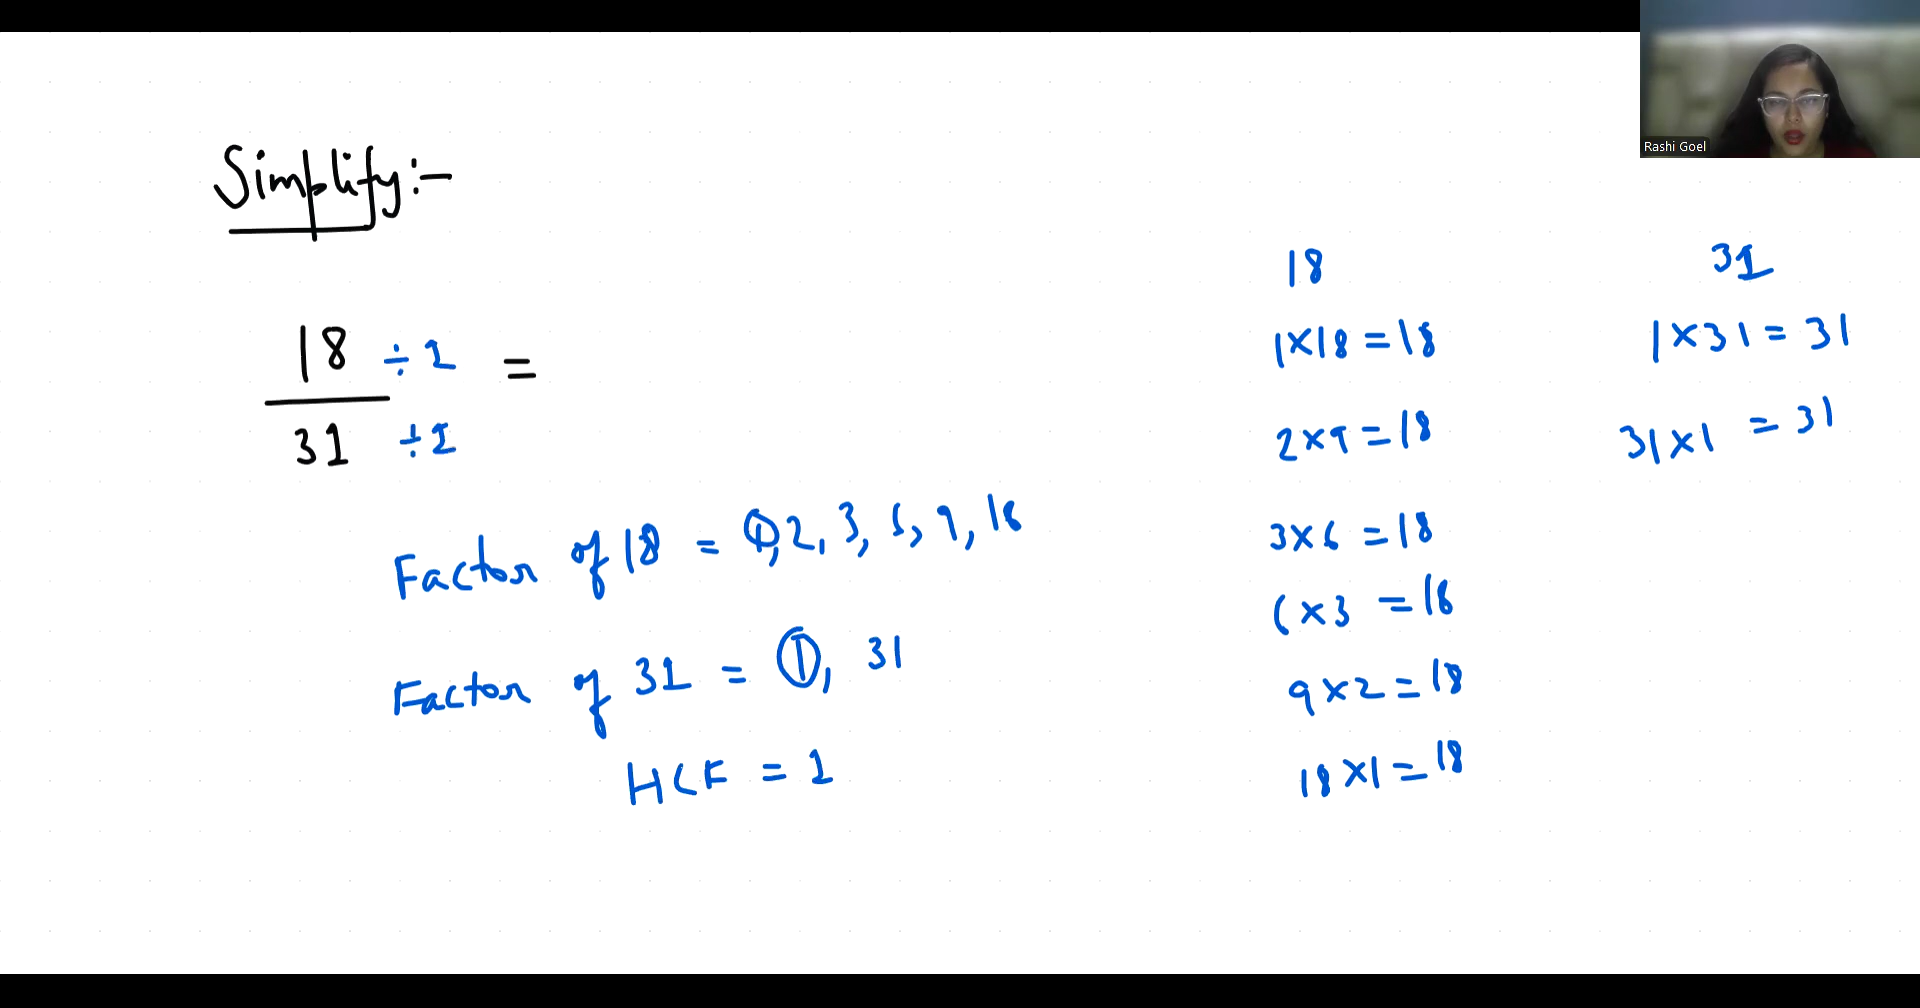 Rashi Goel
Simplify:-
18 ÷ 1 =
31 ÷ 1
Factor of 18 = 1, 2, 3, 6, 9, 18
Factor of 31 = 1, 31
HCF = 1
18
1×18 = 18
2×9 = 18
3×6 = 18
6×3 = 18
9×2 = 18
18×1 = 18
31
1×31 = 31
31×1 = 31